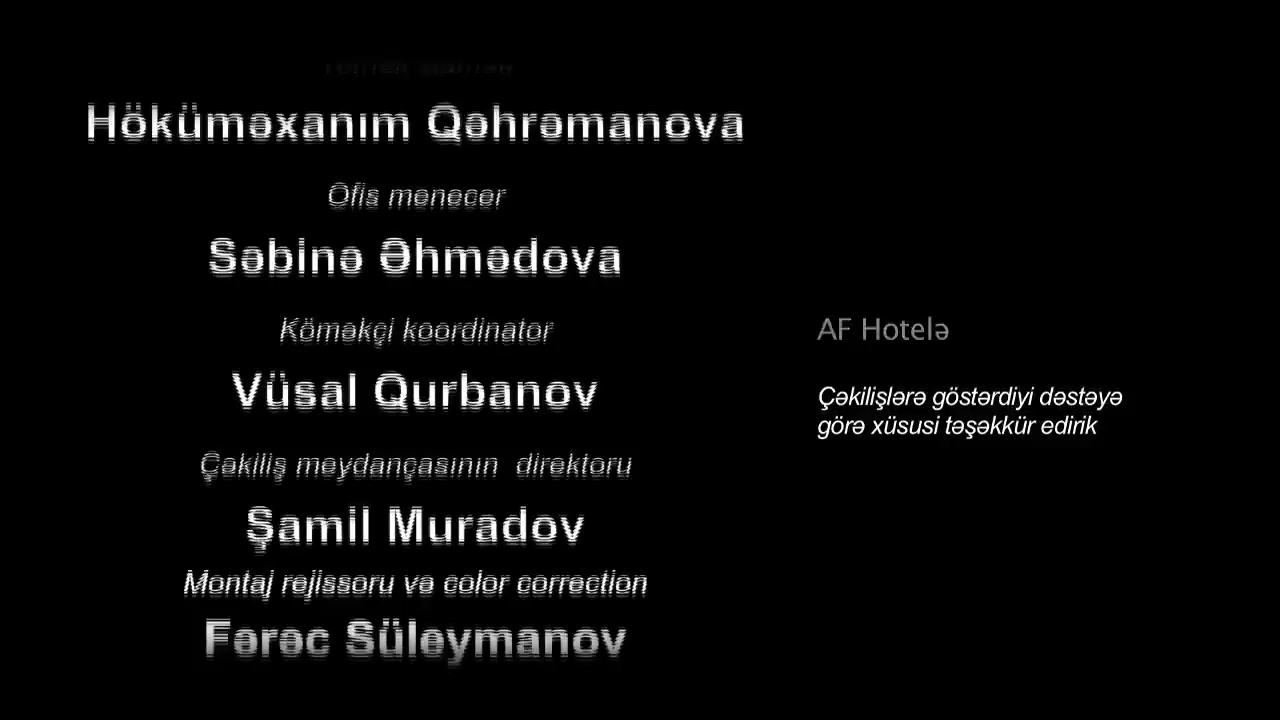 Höküməxanım Qəhrəmanova
Ofis menecer
Səbinə Əhmədova
Köməkçi koordinator
Vüsal Qurbanov
Çəkiliş meydançasının direktoru
Şamil Muradov
Montaj rejissoru və color correction
Fərəc Süleymanov
AF Hotelə
Çəkilişlərə göstərdiyi dəstəyə
görə xüsusi təşəkkür edirik